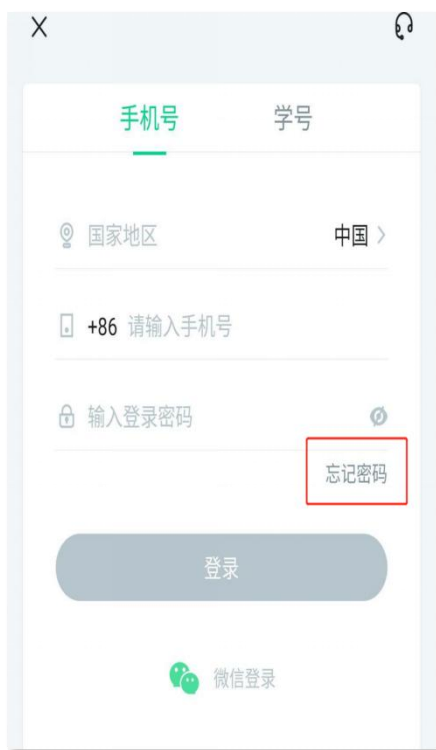 手机号 学号
国家地区 中国
+86 请输入手机号
输入登录密码
忘记密码
登录
微信登录